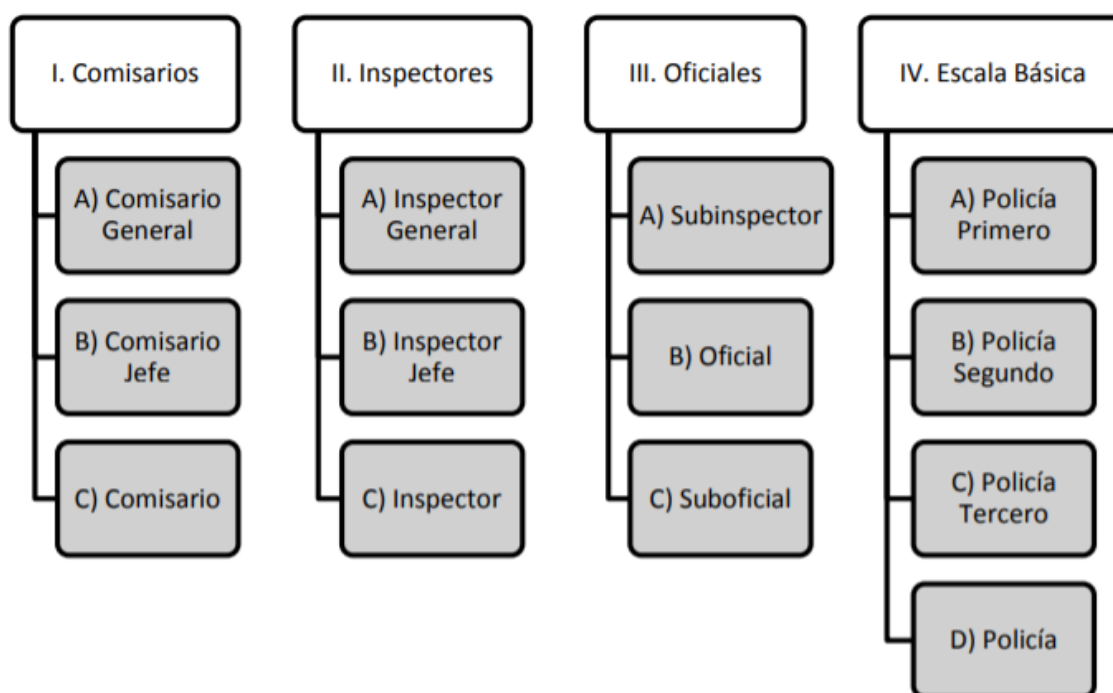 I. Comisarios
A) Comisario
General
B) Comisario
Jefe
C) Comisario
II. Inspectores
A) Inspector
General
B) Inspector
Jefe
C) Inspector
III. Oficiales
A) Subinspector
B) Oficial
C) Suboficial
IV. Escala Básica
A) Policía
Primero
B) Policía
Segundo
C) Policía
Tercero
D) Policía